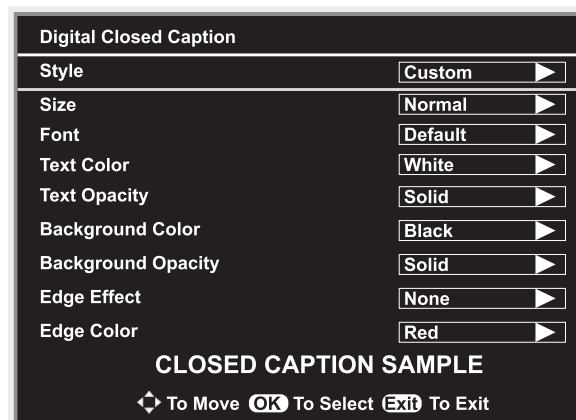 Digital Closed Caption
Style Custom
Size Normal
Font Default
Text Color White
Text Opacity Solid
Background Color Black
Background Opacity Solid
Edge Effect None
Edge Color Red
CLOSED CAPTION SAMPLE
To Move OK To Select Exit To Exit